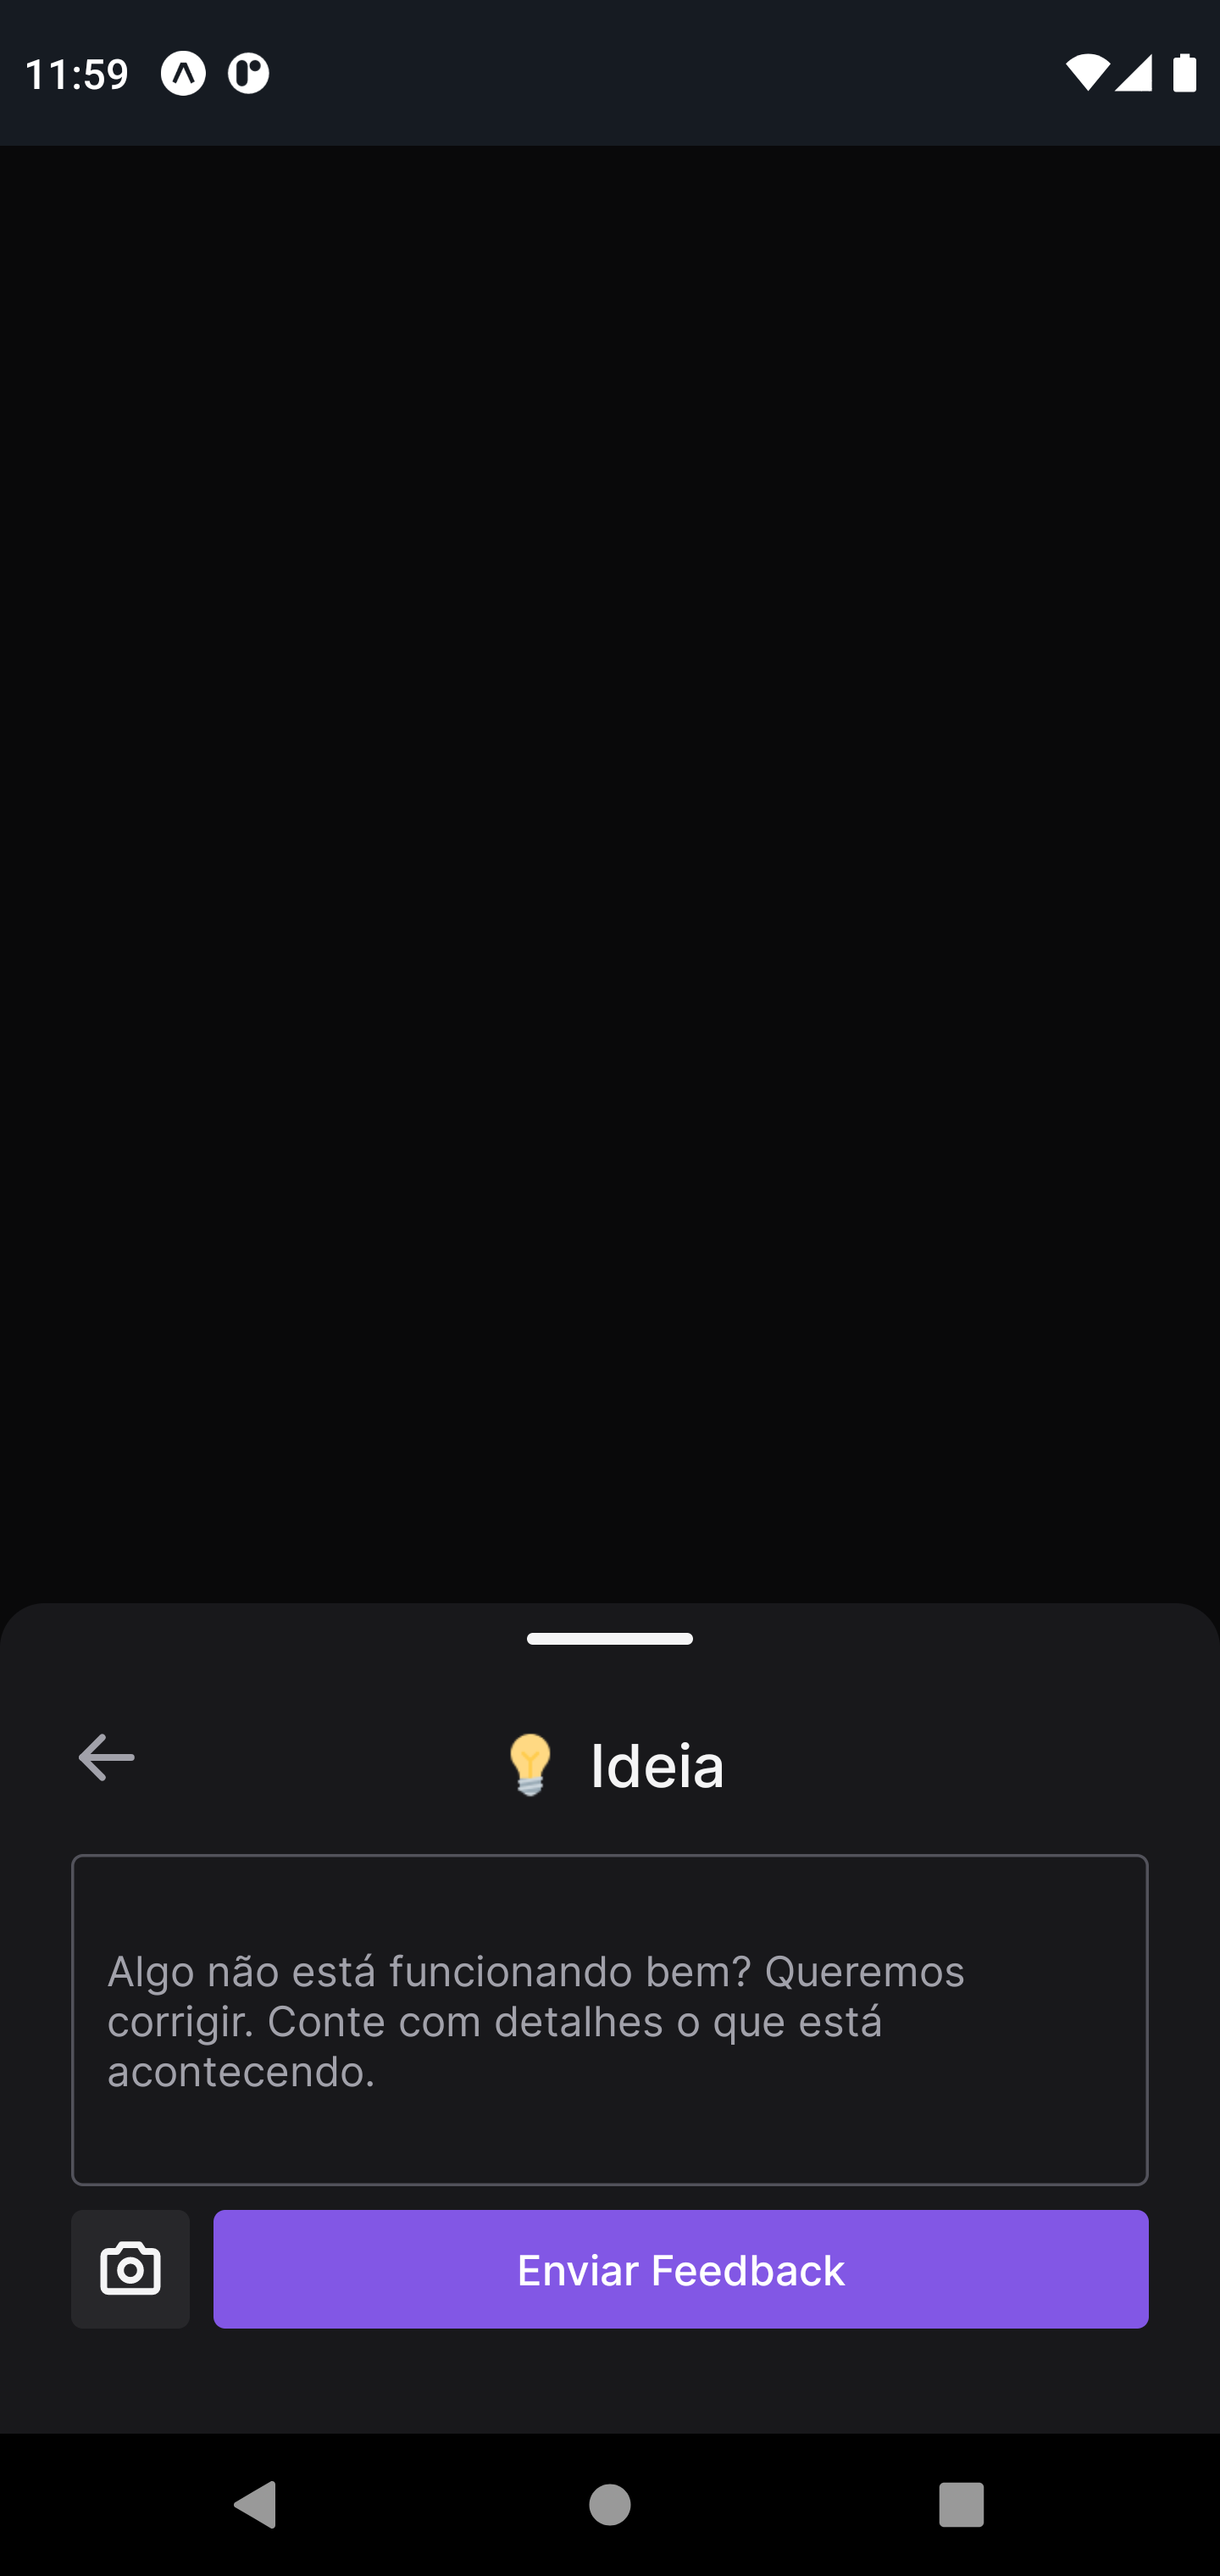 11:59
Ideia
Algo não está funcionando bem? Queremos
corrigir. Conte com detalhes o que está
acontecendo.
Enviar Feedback